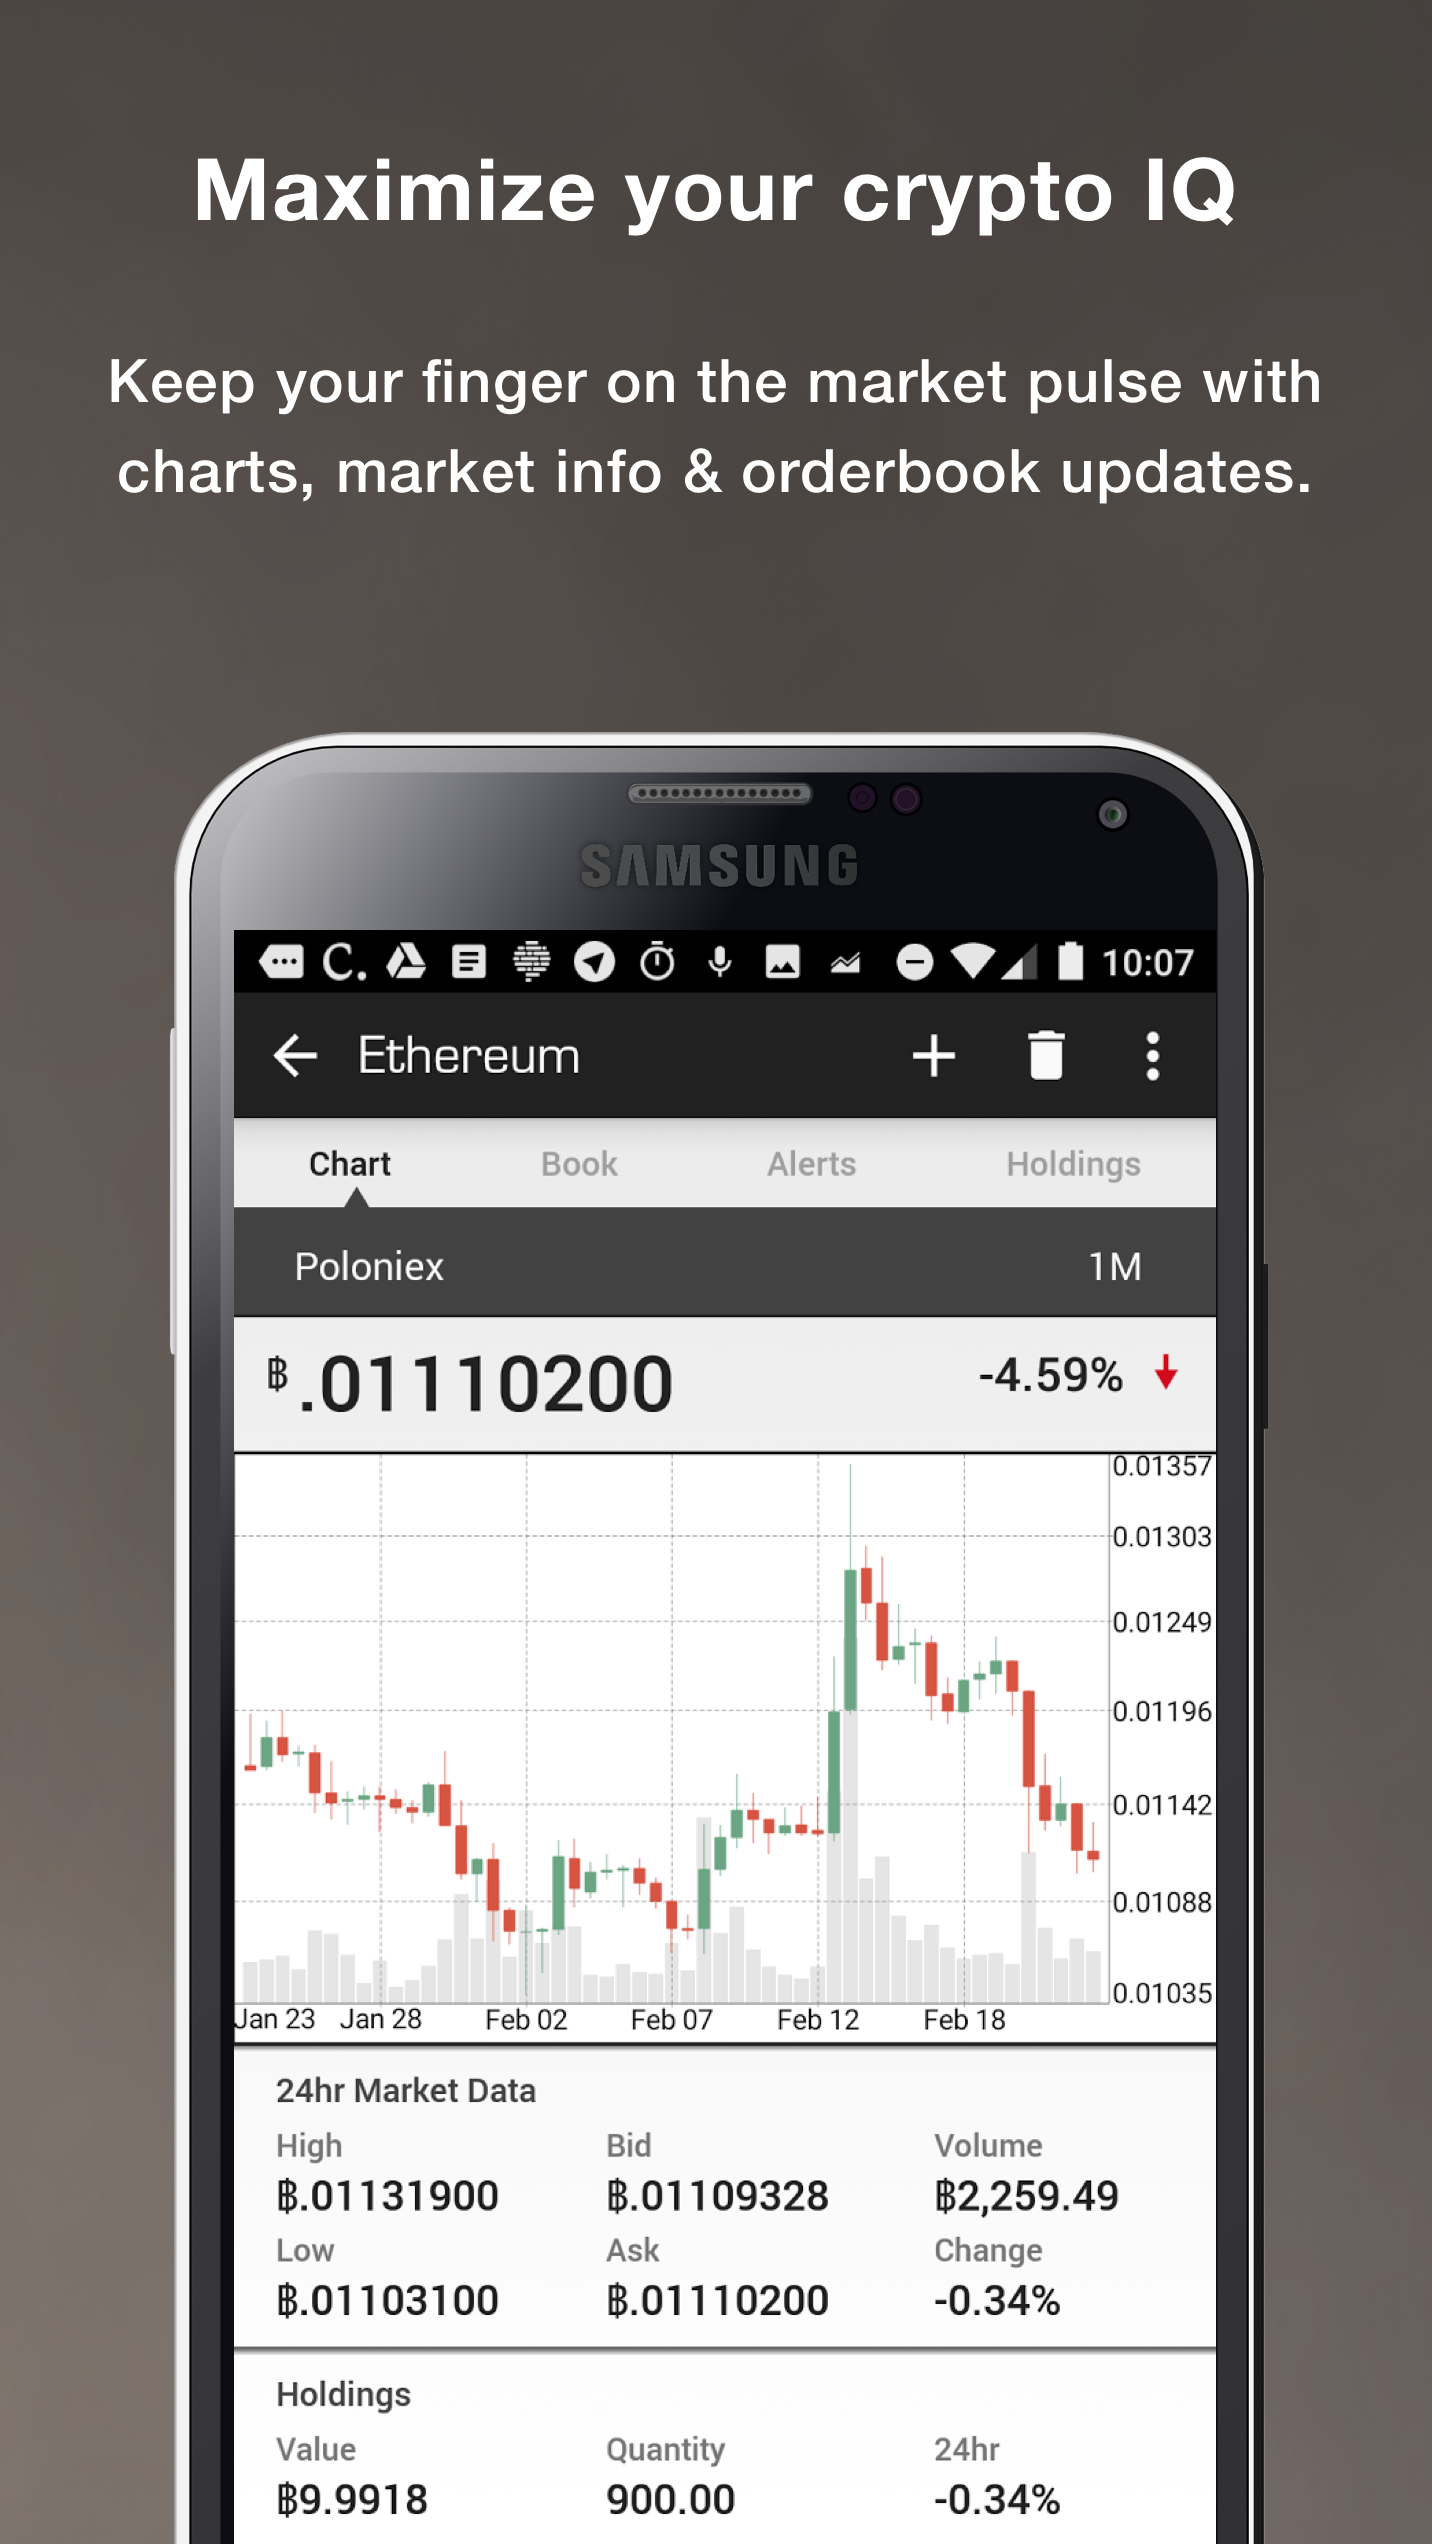 Maximize your crypto IQ
Keep your finger on the market pulse with
charts, market info & orderbook updates.
SAMSUNG
C. 10:07
Ethereum
Chart Book Alerts Holdings
Poloniex 1M
฿.01110200 -4.59%
0.01357
0.01303
0.01249
0.01196
0.01142
0.01088
0.01035
Jan 23 Jan 28 Feb 02 Feb 07 Feb 12 Feb 18
24hr Market Data
High Bid Volume
฿.01131900 ฿.01109328 ฿2,259.49
Low Ask Change
฿.01103100 ฿.01110200 -0.34%
Holdings
Value Quantity 24hr
฿9.9918 900.00 -0.34%